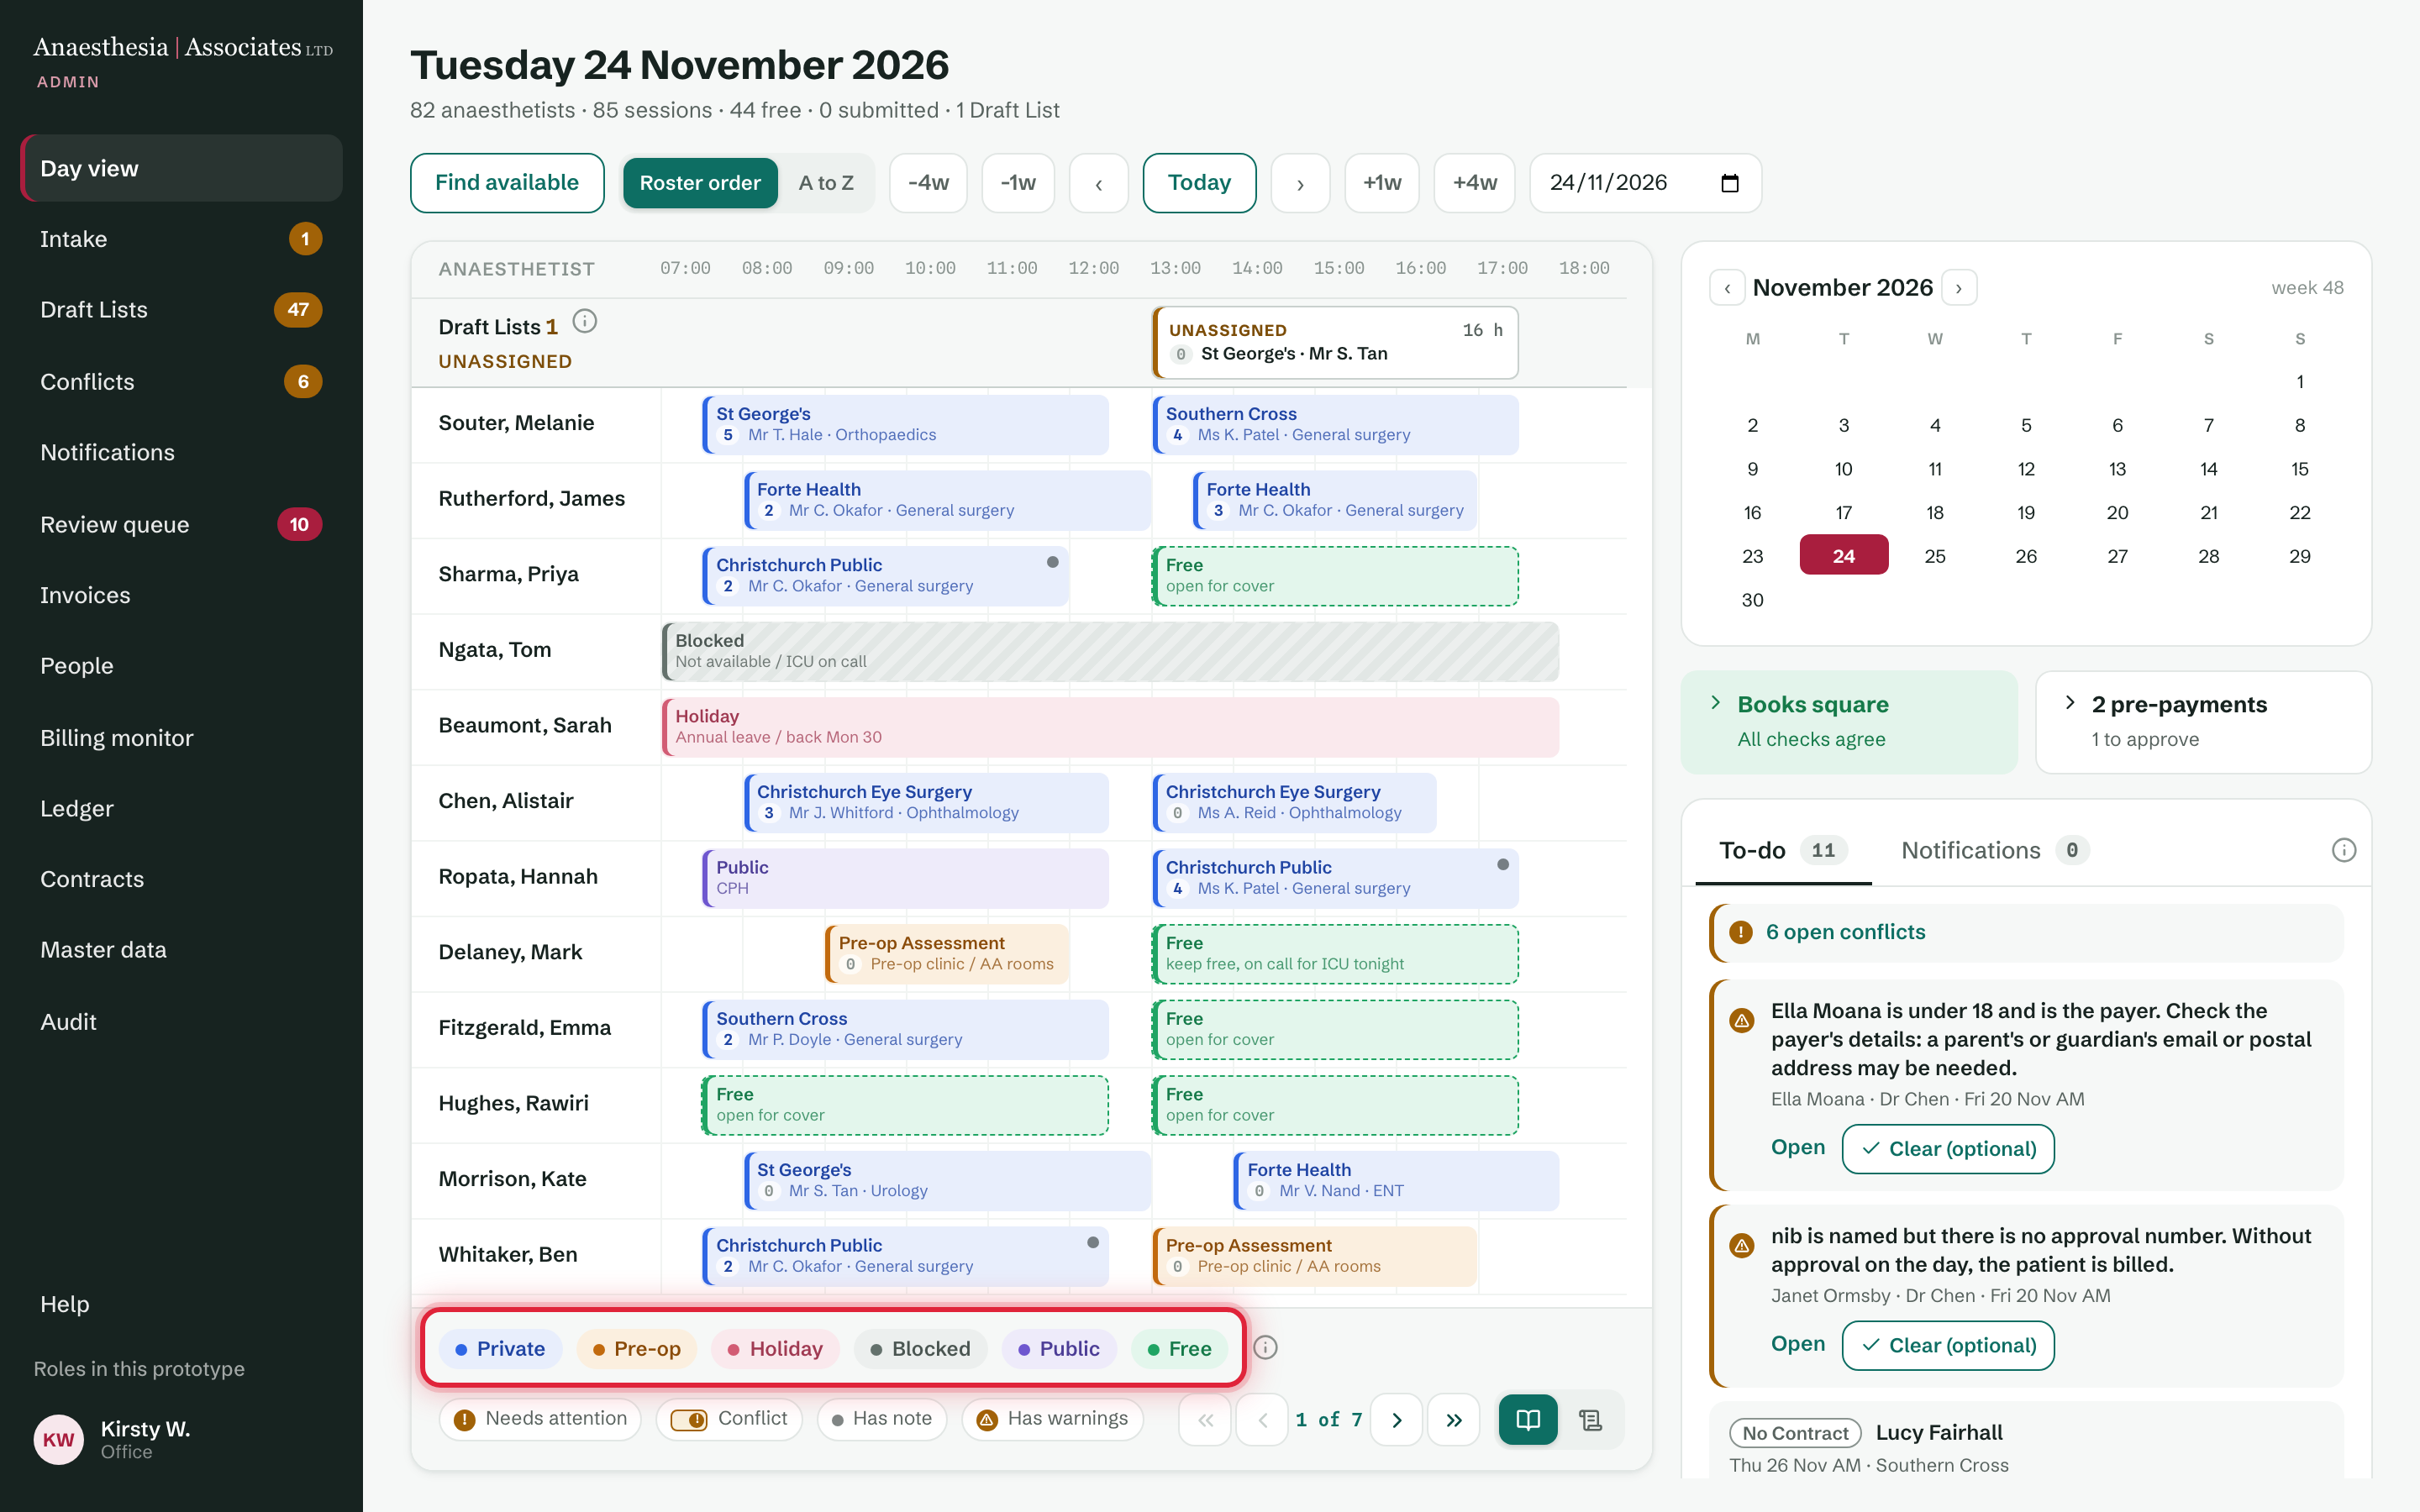 Anaesthesia | Associates LTD
ADMIN
Day view
Intake 1
Draft Lists 47
Conflicts 6
Notifications
Review queue 10
Invoices
People
Billing monitor
Ledger
Contracts
Master data
Audit
Help
Roles in this prototype
KW Kirsty W.
Office
Tuesday 24 November 2026
82 anaesthetists · 85 sessions · 44 free · 0 submitted · 1 Draft List
Find available Roster order A to Z -4w -1w ‹ Today › +1w +4w 24/11/2026
ANAESTHETIST 07:00 08:00 09:00 10:00 11:00 12:00 13:00 14:00 15:00 16:00 17:00 18:00
Draft Lists 1
UNASSIGNED
UNASSIGNED 16 h
0 St George's · Mr S. Tan
Souter, Melanie
St George's
5 Mr T. Hale · Orthopaedics
Southern Cross
4 Ms K. Patel · General surgery
Rutherford, James
Forte Health
2 Mr C. Okafor · General surgery
Forte Health
3 Mr C. Okafor · General surgery
Sharma, Priya
Christchurch Public
2 Mr C. Okafor · General surgery
Free
open for cover
Ngata, Tom
Blocked
Not available / ICU on call
Beaumont, Sarah
Holiday
Annual leave / back Mon 30
Chen, Alistair
Christchurch Eye Surgery
3 Mr J. Whitford · Ophthalmology
Christchurch Eye Surgery
0 Ms A. Reid · Ophthalmology
Ropata, Hannah
Public
CPH
Christchurch Public
4 Ms K. Patel · General surgery
Delaney, Mark
Pre-op Assessment
0 Pre-op clinic / AA rooms
Free
keep free, on call for ICU tonight
Fitzgerald, Emma
Southern Cross
2 Mr P. Doyle · General surgery
Free
open for cover
Hughes, Rawiri
Free
open for cover
Free
open for cover
Morrison, Kate
St George's
0 Mr S. Tan · Urology
Forte Health
0 Mr V. Nand · ENT
Whitaker, Ben
Christchurch Public
2 Mr C. Okafor · General surgery
Pre-op Assessment
0 Pre-op clinic / AA rooms
Private Pre-op Holiday Blocked Public Free
Needs attention Conflict Has note Has warnings « ‹ 1 of 7 › »
‹ November 2026 › week 48
M T W T F S S
1
2 3 4 5 6 7 8
9 10 11 12 13 14 15
16 17 18 19 20 21 22
23 24 25 26 27 28 29
30
Books square
All checks agree
2 pre-payments
1 to approve
To-do 11 Notifications 0
6 open conflicts
Ella Moana is under 18 and is the payer. Check the
payer's details: a parent's or guardian's email or postal
address may be needed.
Ella Moana · Dr Chen · Fri 20 Nov AM
Open Clear (optional)
nib is named but there is no approval number. Without
approval on the day, the patient is billed.
Janet Ormsby · Dr Chen · Fri 20 Nov AM
Open Clear (optional)
No Contract Lucy Fairhall
Thu 26 Nov AM · Southern Cross